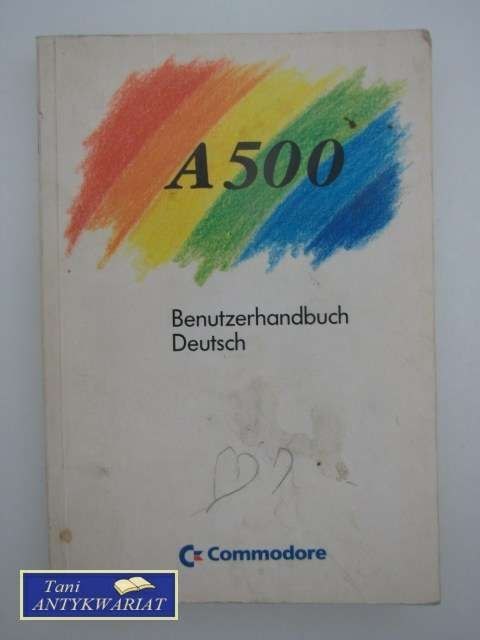 A500
Benutzerhandbuch
Deutsch
Commodore
Tani
ANTYKWARIAT